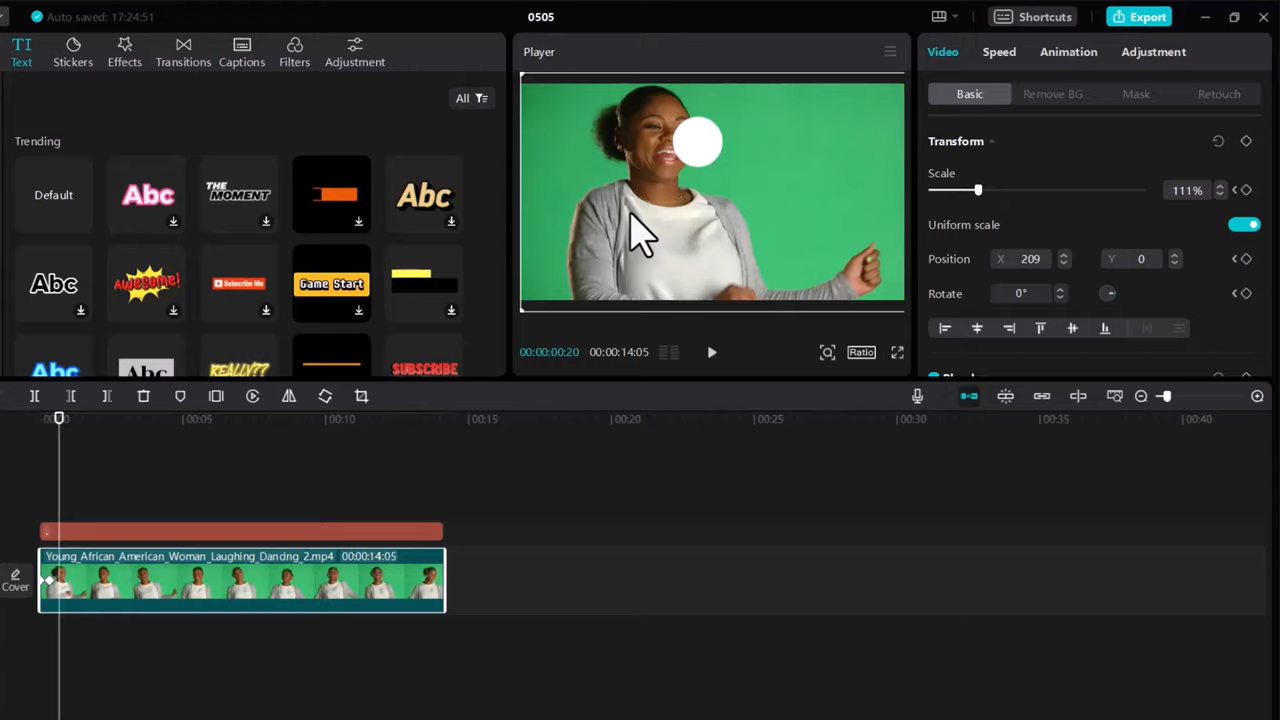 Auto saved: 17:24:51
0505
Shortcuts
Export
Text
Stickers
Effects
Transitions
Captions
Filters
Adjustment
All
Trending
Default
Abc
THE MOMENT
Abc
Abc
AWESOME!
Subscribe Me
Game Start
Abc
Abc
REALLY??
SUBSCRIBE
Player
00:00:00:20
00:00:14:05
Ratio
Video
Speed
Animation
Adjustment
Basic
Remove BG
Mask
Retouch
Transform
Scale
111%
Uniform scale
Position
X 209
Y 0
Rotate
0°
Blend
00:00
00:05
00:10
00:15
00:20
00:25
00:30
00:35
00:40
Young_African_American_Woman_Laughing_Dancing_2.mp4 00:00:14:05
Cover